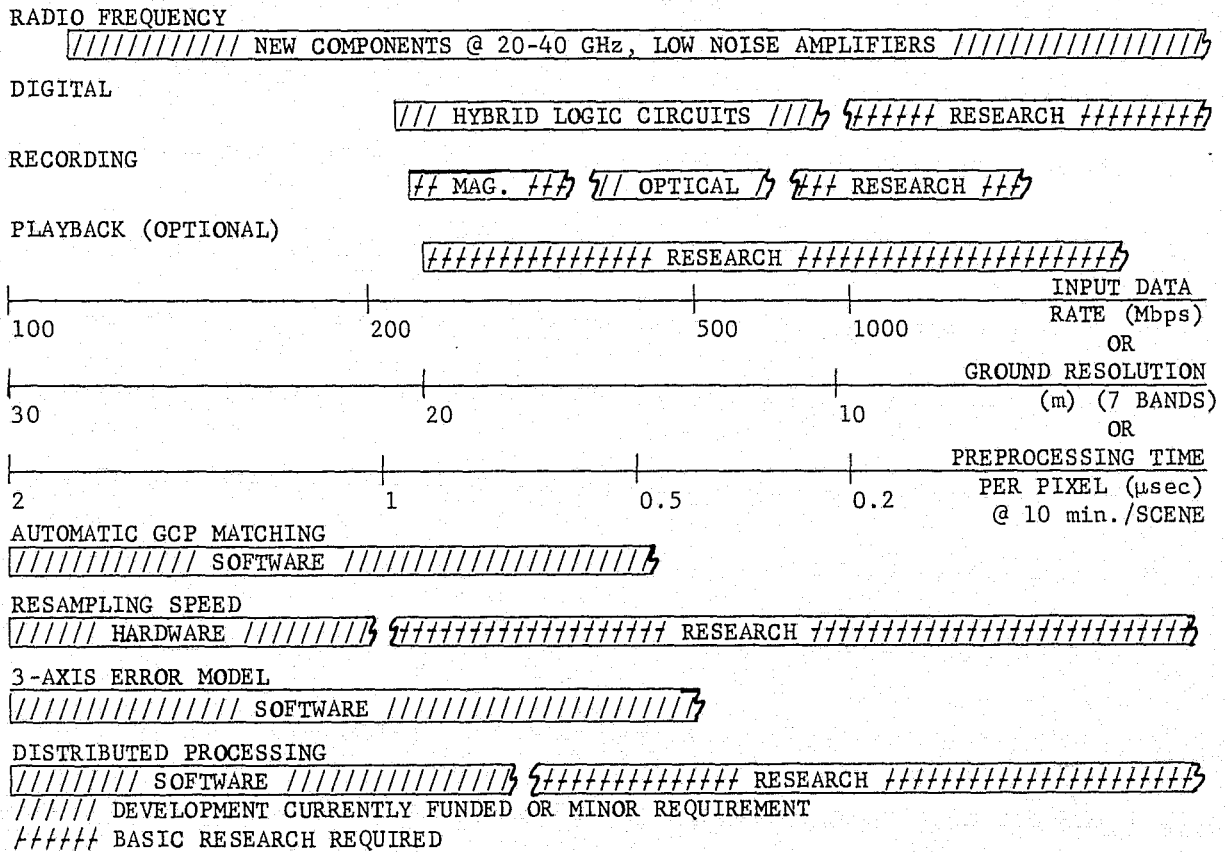 RADIO FREQUENCY
//////////// NEW COMPONENTS @ 20-40 GHz, LOW NOISE AMPLIFIERS //////////////////
DIGITAL
/// HYBRID LOGIC CIRCUITS //// ////// RESEARCH /////////
RECORDING
// MAG. /// // OPTICAL / /// RESEARCH ///
PLAYBACK (OPTIONAL)
//////////////// RESEARCH ///////////////////////
INPUT DATA
100 200 500 1000 RATE (Mbps)
OR
GROUND RESOLUTION
30 20 10 (m) (7 BANDS)
OR
PREPROCESSING TIME
2 1 0.5 0.2 PER PIXEL (μsec)
@ 10 min./SCENE
AUTOMATIC GCP MATCHING
///////////// SOFTWARE //////////////////////
RESAMPLING SPEED
////// HARDWARE ///////// /////////////////// RESEARCH ///////////////////////////
3-AXIS ERROR MODEL
//////////////// SOFTWARE //////////////////////
DISTRIBUTED PROCESSING
///////// SOFTWARE //////////////// ////////////// RESEARCH //////////////////////
////// DEVELOPMENT CURRENTLY FUNDED OR MINOR REQUIREMENT
////// BASIC RESEARCH REQUIRED